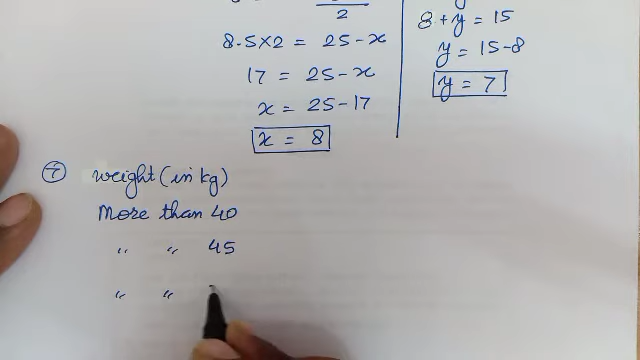 2
8.5×2 = 25-x
17 = 25-x
x = 25-17
x = 8
8+y = 15
y = 15-8
y = 7
7 weight (in kg)
More than 40
" " 45
" "